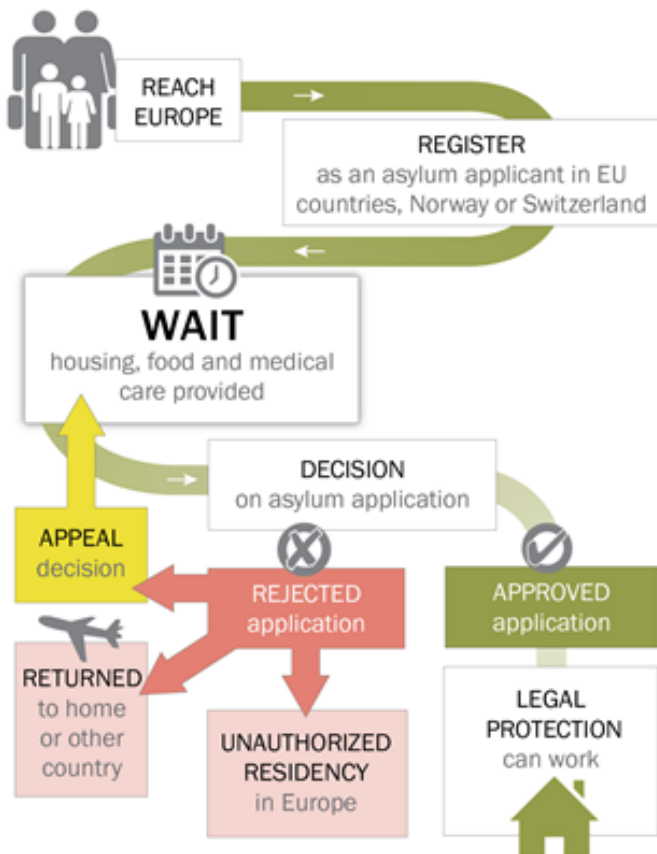 REACH
EUROPE
REGISTER
as an asylum applicant in EU
countries, Norway or Switzerland
WAIT
housing, food and medical
care provided
DECISION
on asylum application
APPEAL
decision
REJECTED
application
APPROVED
application
RETURNED
to home
or other
country
UNAUTHORIZED
RESIDENCY
in Europe
LEGAL
PROTECTION
can work